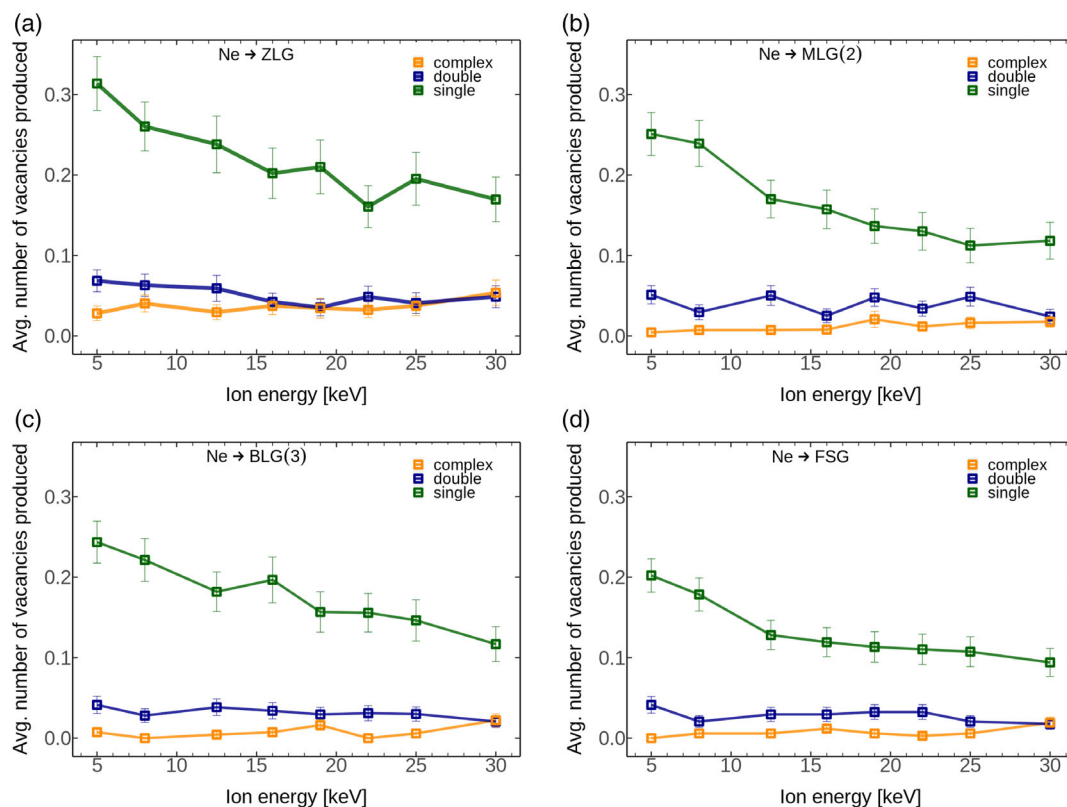 (a)
Ne → ZLG
complex
double
single
Avg. number of vacancies produced
0.3
0.2
0.1
0.0
5 10 15 20 25 30
Ion energy [keV]
(b)
Ne → MLG(2)
complex
double
single
Avg. number of vacancies produced
0.3
0.2
0.1
0.0
5 10 15 20 25 30
Ion energy [keV]
(c)
Ne → BLG(3)
complex
double
single
Avg. number of vacancies produced
0.3
0.2
0.1
0.0
5 10 15 20 25 30
Ion energy [keV]
(d)
Ne → FSG
complex
double
single
Avg. number of vacancies produced
0.3
0.2
0.1
0.0
5 10 15 20 25 30
Ion energy [keV]